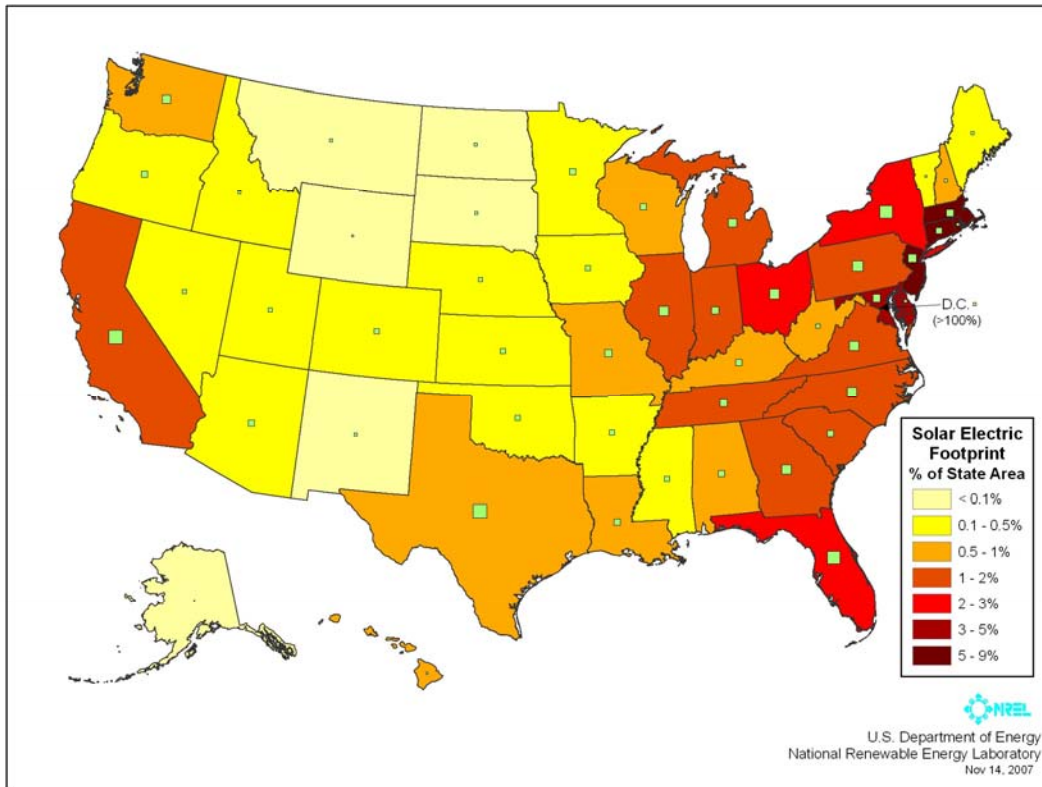 D.C.
(>100%)
Solar Electric
Footprint
% of State Area
< 0.1%
0.1 - 0.5%
0.5 - 1%
1 - 2%
2 - 3%
3 - 5%
5 - 9%
NREL
U.S. Department of Energy
National Renewable Energy Laboratory
Nov 14, 2007